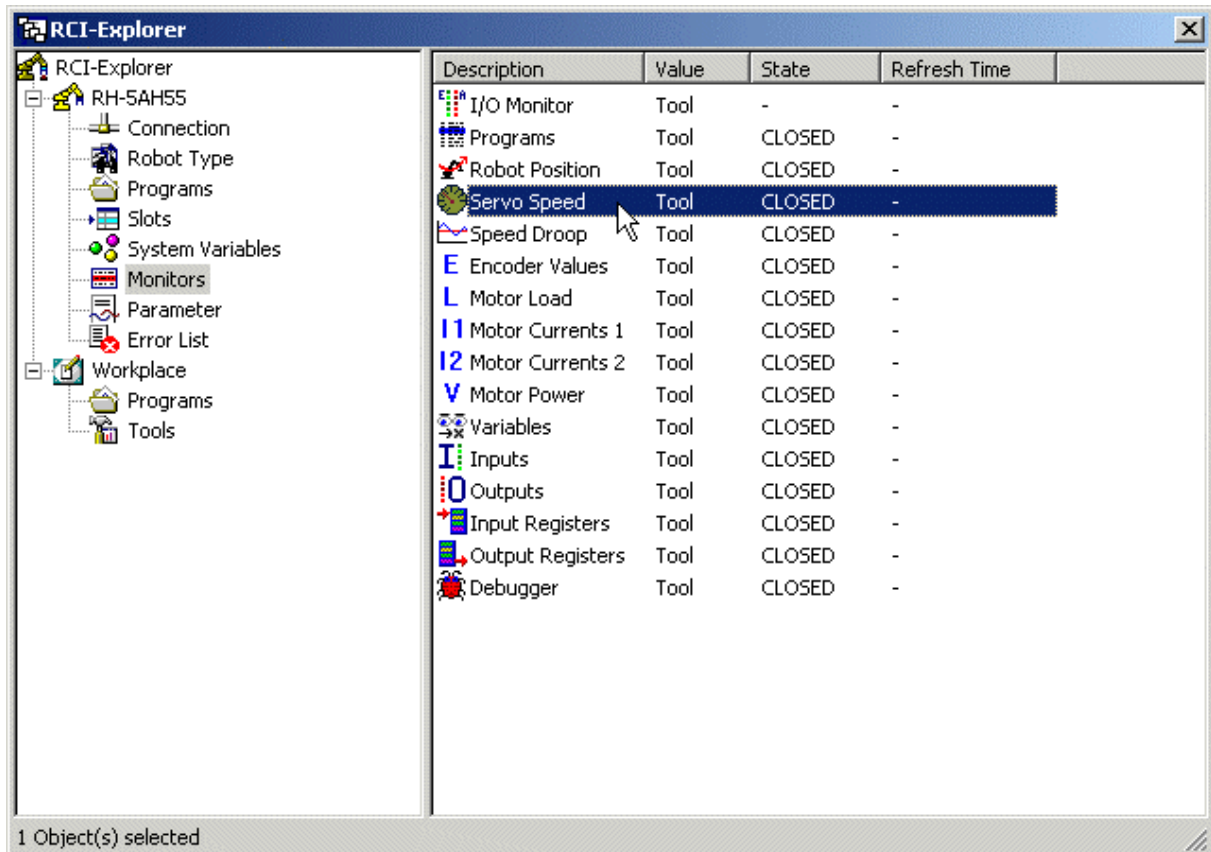 RCI-Explorer
RCI-Explorer
RH-5AH55
Connection
Robot Type
Programs
Slots
System Variables
Monitors
Parameter
Error List
Workplace
Programs
Tools
Description Value State Refresh Time
E A I/O Monitor Tool - -
Programs Tool CLOSED -
Robot Position Tool CLOSED -
Servo Speed Tool CLOSED -
Speed Droop Tool CLOSED -
E Encoder Values Tool CLOSED -
L Motor Load Tool CLOSED -
I1 Motor Currents 1 Tool CLOSED -
I2 Motor Currents 2 Tool CLOSED -
V Motor Power Tool CLOSED -
Variables Tool CLOSED -
I Inputs Tool CLOSED -
O Outputs Tool CLOSED -
Input Registers Tool CLOSED -
Output Registers Tool CLOSED -
Debugger Tool CLOSED -
1 Object(s) selected